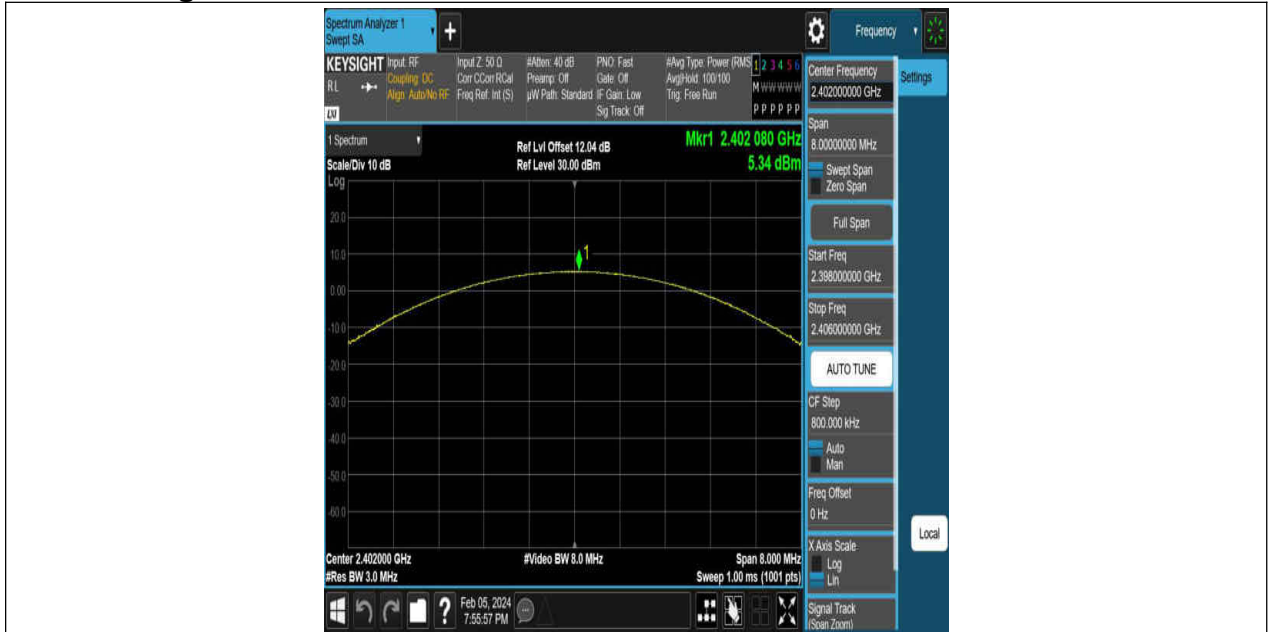 Spectrum Analyzer 1
Swept SA
Frequency
KEYSIGHT
RL
LXI
Input: RF
Coupling: DC
Align: Auto/No RF
Input Z: 50 Ω
Corr CCorr RCal
Freq Ref: Int (S)
#Atten: 40 dB
Preamp: Off
µW Path: Standard
PNO: Fast
Gate: Off
IF Gain: Low
Sig Track: Off
#Avg Type: Power (RMS
Avg|Hold: 100/100
Trig: Free Run
1 2 3 4 5 6
M W W W W W
P P P P P P
1 Spectrum
Scale/Div 10 dB
Log
Ref Lvl Offset 12.04 dB
Ref Level 30.00 dBm
Mkr1 2.402 080 GHz
5.34 dBm
20.0
10.0
0.00
-10.0
-20.0
-30.0
-40.0
-50.0
-60.0
1
Center 2.402000 GHz
#Res BW 3.0 MHz
#Video BW 8.0 MHz
Span 8.000 MHz
Sweep 1.00 ms (1001 pts)
Feb 05, 2024
7:55:57 PM
Center Frequency
2.402000000 GHz
Settings
Span
8.00000000 MHz
Swept Span
Zero Span
Full Span
Start Freq
2.398000000 GHz
Stop Freq
2.406000000 GHz
AUTO TUNE
CF Step
800.000 kHz
Auto
Man
Freq Offset
0 Hz
X Axis Scale
Log
Lin
Local
Signal Track
(Span Zoom)